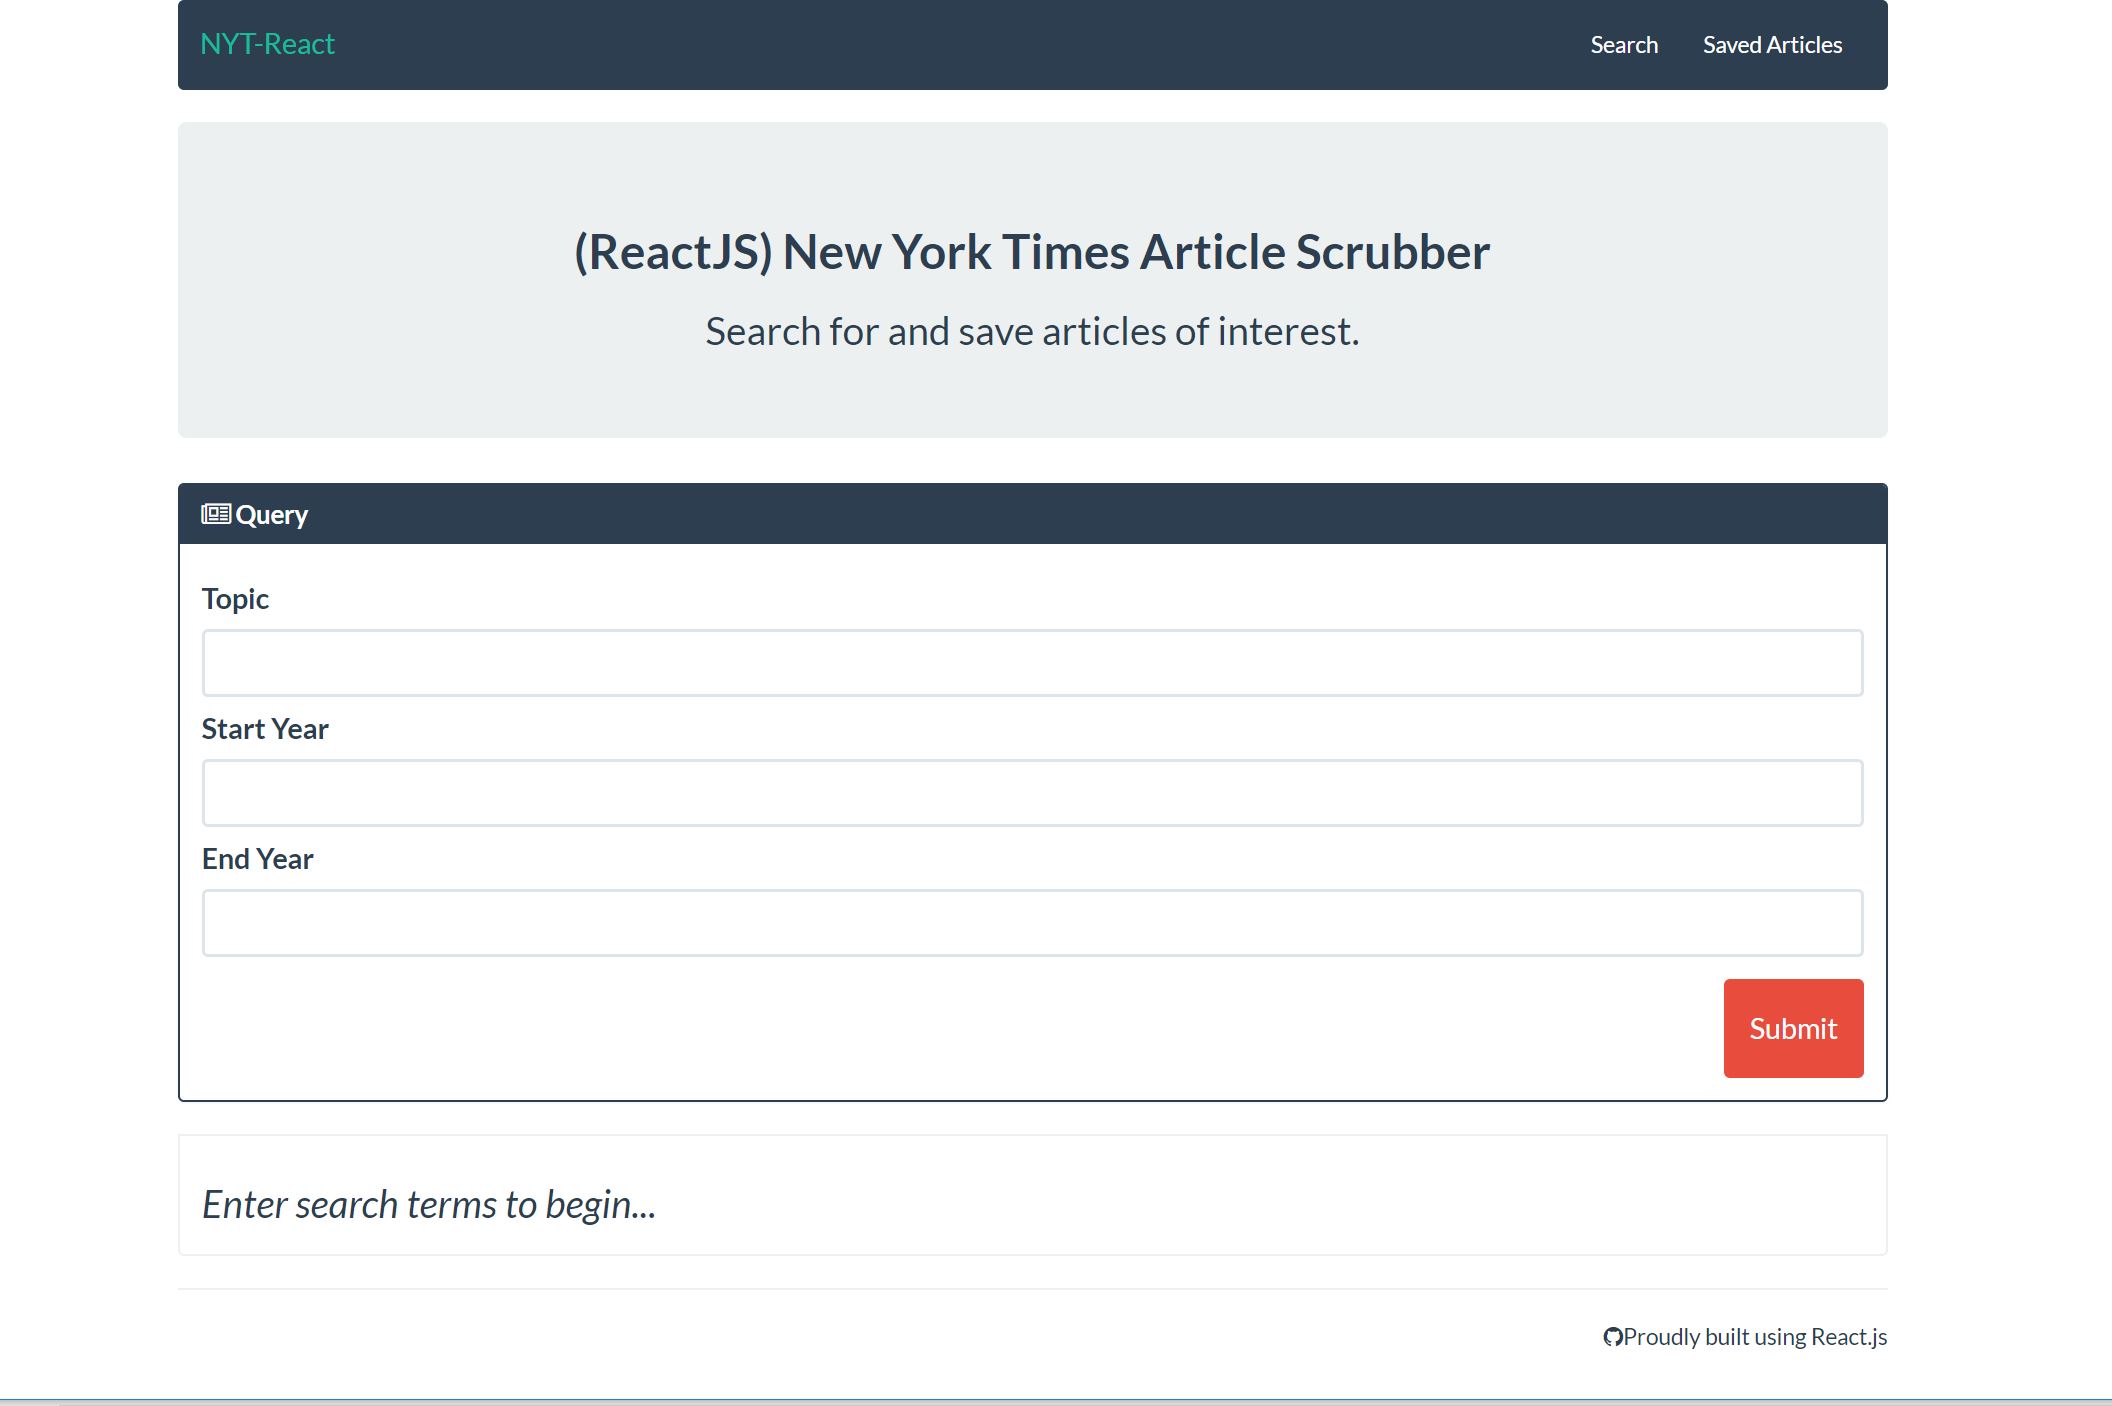 NYT-React
Search
Saved Articles
(ReactJS) New York Times Article Scrubber
Search for and save articles of interest.
Query
Topic
Start Year
End Year
Submit
Enter search terms to begin...
Proudly built using React.js